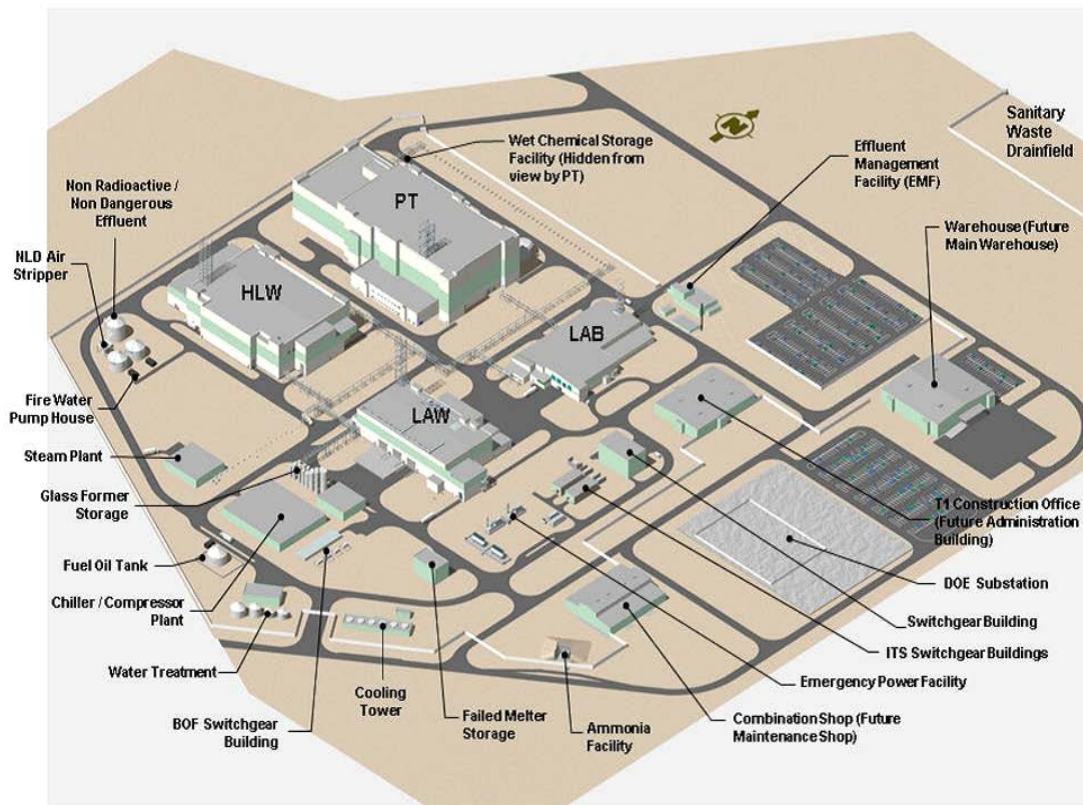 Wet Chemical Storage
Facility (Hidden from
view by PT)
Sanitary
Waste
Drainfield
Effluent
Management
Facility (EMF)
N
Non Radioactive /
Non Dangerous
Effluent
PT
Warehouse (Future
Main Warehouse)
NLD Air
Stripper
HLW
LAB
Fire Water
Pump House
LAW
Steam Plant
Glass Former
Storage
T1 Construction Office
(Future Administration
Building)
Fuel Oil Tank
DOE Substation
Chiller / Compressor
Plant
Switchgear Building
ITS Switchgear Buildings
Water Treatment
Emergency Power Facility
Cooling
Tower
BOF Switchgear
Building
Failed Melter
Storage
Ammonia
Facility
Combination Shop (Future
Maintenance Shop)